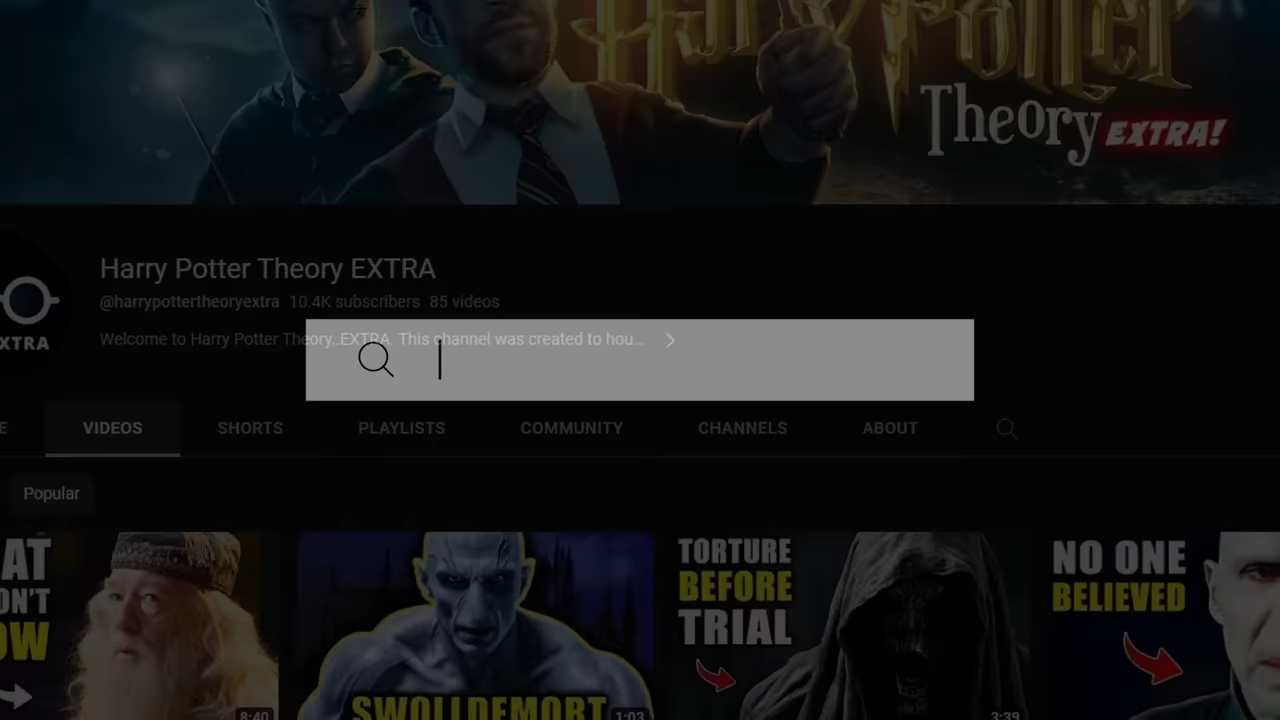 Harry Potter
Theory EXTRA!
Harry Potter Theory EXTRA
@harrypottertheoryextra 10.4K subscribers 85 videos
XTRA
Welcome to Harry Potter Theory..EXTRA. This channel was created to hou...
E VIDEOS SHORTS PLAYLISTS COMMUNITY CHANNELS ABOUT
Popular
AT
ON'T
OW
8:40
SWOLLDEMORT
1:03
TORTURE
BEFORE
TRIAL
3:39
NO ONE
BELIEVED